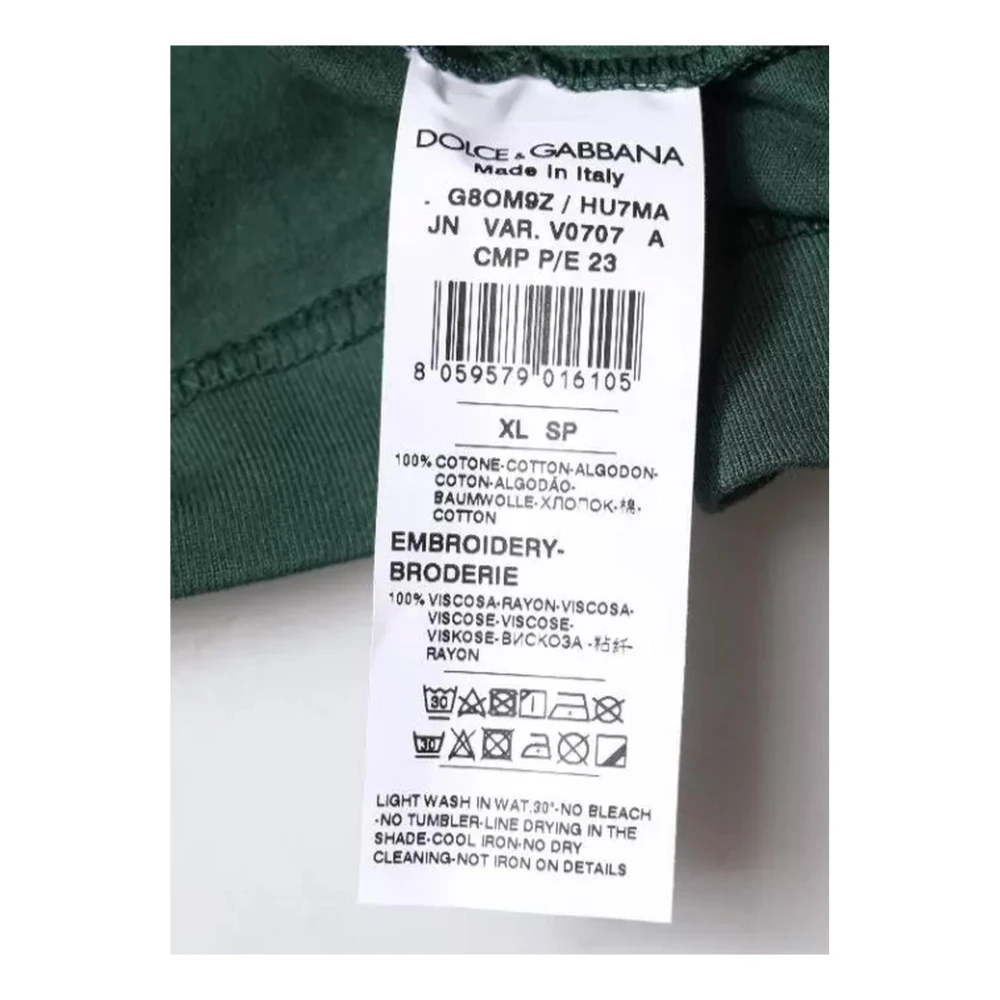 DOLCE & GABBANA
Made in Italy
. G8OM9Z / HU7MA
JN VAR. V0707 A
CMP P/E 23
8 059579 016105
XL SP
100% COTONE-COTTON-ALGODON-
COTON-ALGODÃO-
BAUMWOLLE-ХЛОПОК-棉-
COTTON
EMBROIDERY-
BRODERIE
100% VISCOSA-RAYON-VISCOSA-
VISCOSE-VISCOSE-
VISKOSE-ВИСКОЗА -粘纤-
RAYON
30
30
LIGHT WASH IN WAT.30°-NO BLEACH
-NO TUMBLER-LINE DRYING IN THE
SHADE-COOL IRON-NO DRY
CLEANING-NOT IRON ON DETAILS